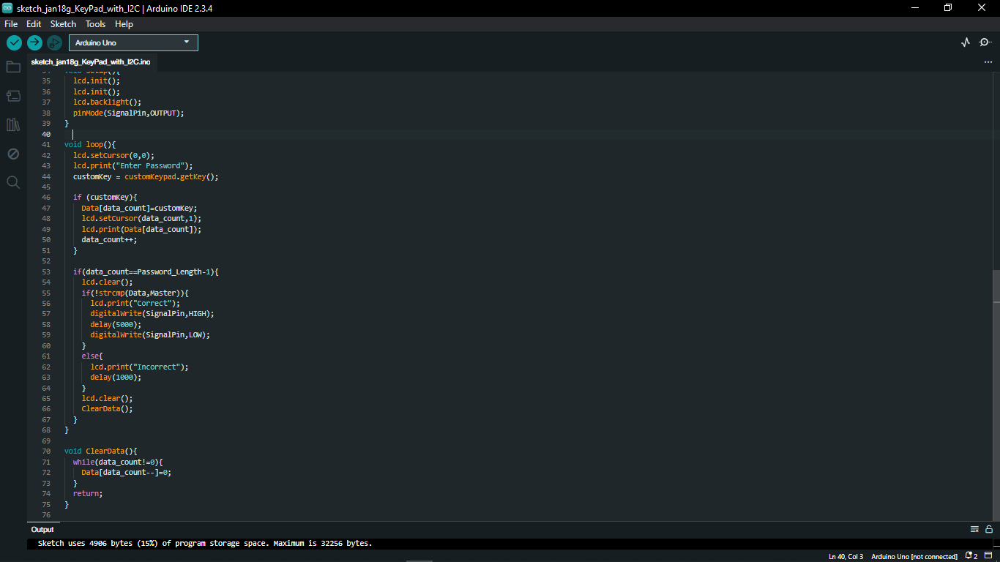 sketch_jan18g_KeyPad_with_I2C | Arduino IDE 2.3.4
File Edit Sketch Tools Help
Arduino Uno
sketch_jan18g_KeyPad_with_I2C.ino
34 void setup(){
35 lcd.init();
36 lcd.init();
37 lcd.backlight();
38 pinMode(SignalPin,OUTPUT);
39 }
40
41 void loop(){
42 lcd.setCursor(0,0);
43 lcd.print("Enter Password");
44 customKey = customKeypad.getKey();
45
46 if (customKey){
47 Data[data_count]=customKey;
48 lcd.setCursor(data_count,1);
49 lcd.print(Data[data_count]);
50 data_count++;
51 }
52
53 if(data_count==Password_Length-1){
54 lcd.clear();
55 if(!strcmp(Data,Master)){
56 lcd.print("Correct");
57 digitalWrite(SignalPin,HIGH);
58 delay(5000);
59 digitalWrite(SignalPin,LOW);
60 }
61 else{
62 lcd.print("Incorrect");
63 delay(1000);
64 }
65 lcd.clear();
66 ClearData();
67 }
68 }
69
70 void ClearData(){
71 while(data_count!=0){
72 Data[data_count--]=0;
73 }
74 return;
75 }
76
Output
Sketch uses 4906 bytes (15%) of program storage space. Maximum is 32256 bytes.
Ln 40, Col 3 Arduino Uno [not connected] 2